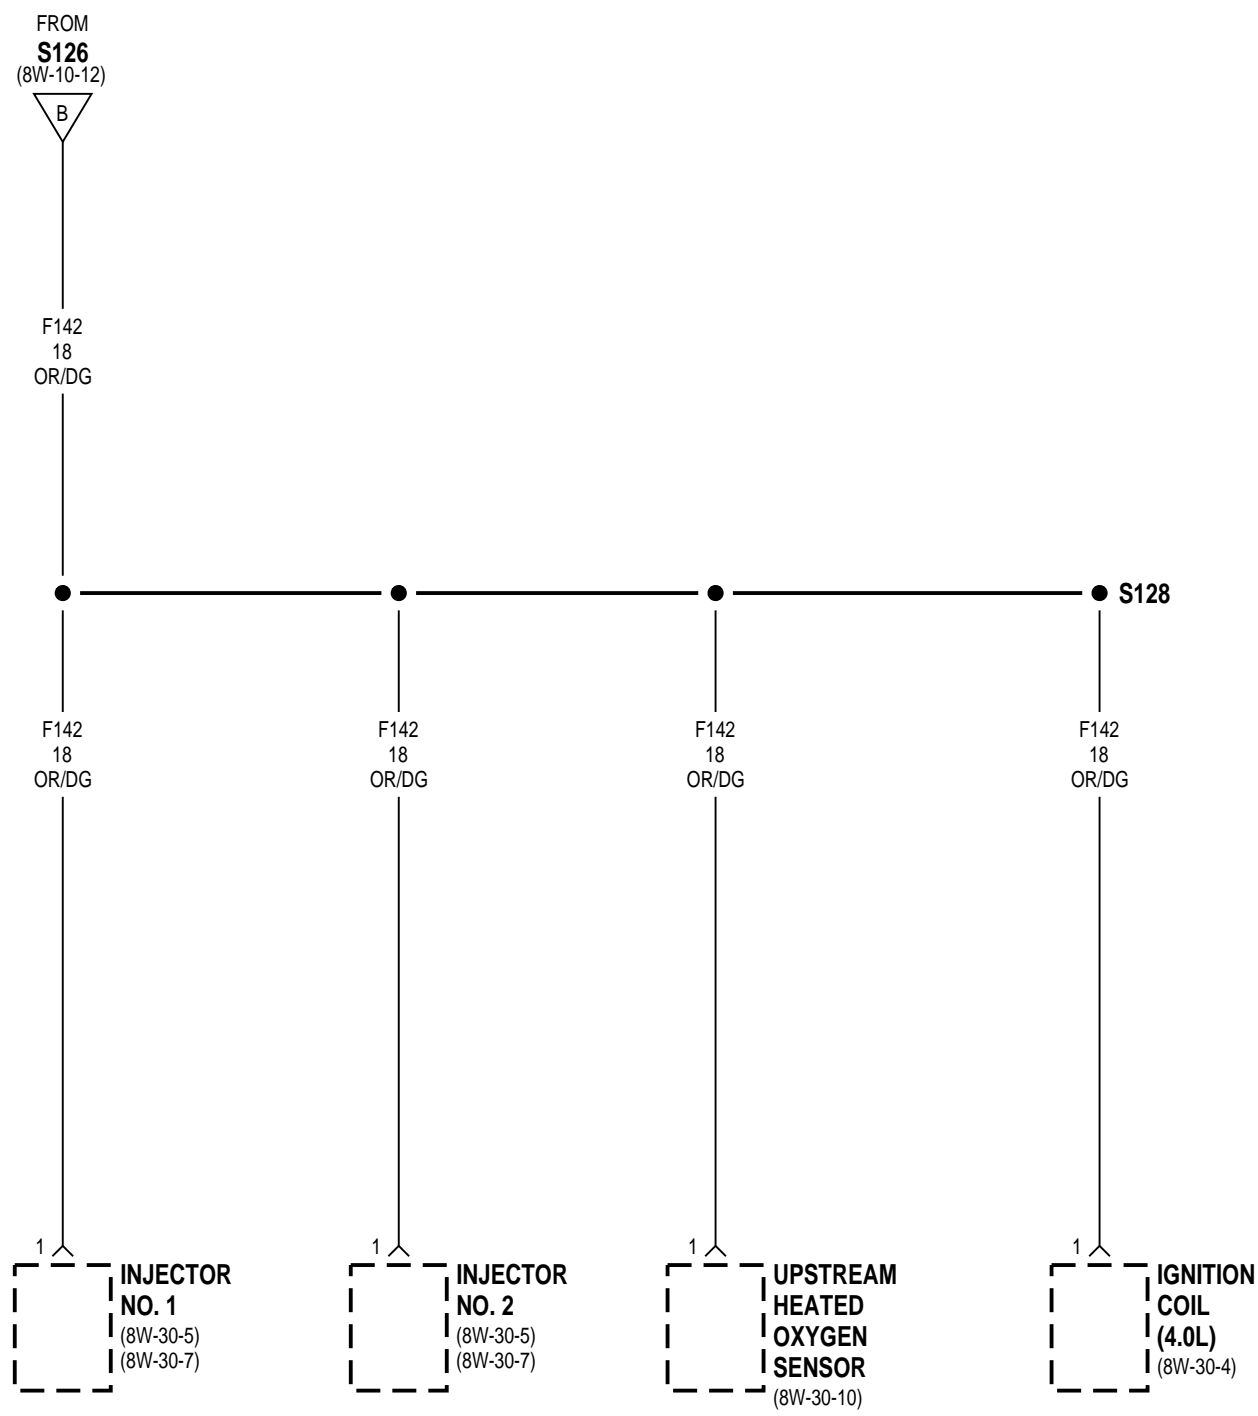 FROM
S126
(8W-10-12)
B
F142
18
OR/DG
S128
F142
18
OR/DG
F142
18
OR/DG
F142
18
OR/DG
F142
18
OR/DG
1
INJECTOR
NO. 1
(8W-30-5)
(8W-30-7)
1
INJECTOR
NO. 2
(8W-30-5)
(8W-30-7)
1
UPSTREAM
HEATED
OXYGEN
SENSOR
(8W-30-10)
1
IGNITION
COIL
(4.0L)
(8W-30-4)